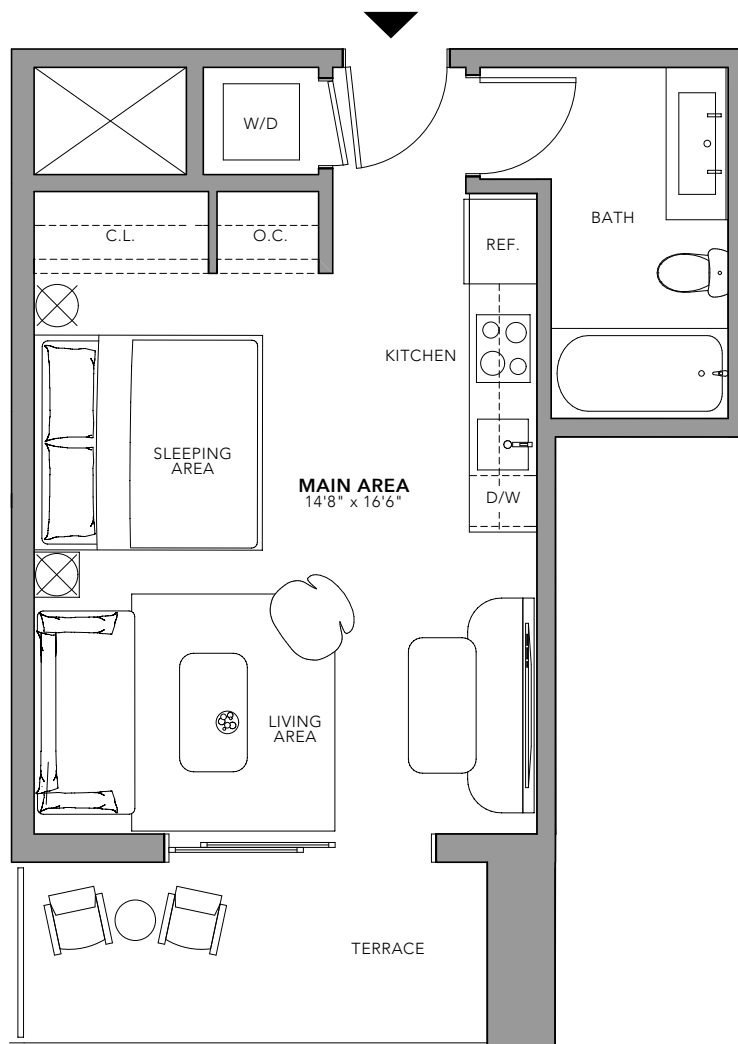 W/D
C.L.
O.C.
BATH
REF.
KITCHEN
SLEEPING
AREA
MAIN AREA
14'8" x 16'6"
D/W
LIVING
AREA
TERRACE